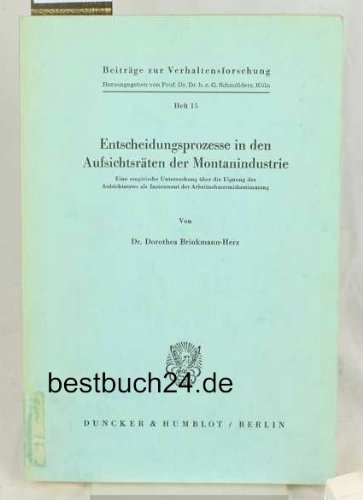 Beiträge zur Verhaltensforschung
Herausgegeben von Prof. Dr. Dr. h. c. G. Schmölders, Köln
Heft 15
Entscheidungsprozesse in den
Aufsichtsräten der Montanindustrie
Eine empirische Untersuchung über die Eignung des
Aufsichtsrates als Instrument der Arbeitnehmermitbestimmung
Von
Dr. Dorothea Brinkmann-Herz
bestbuch24.de
DUNCKER & HUMBLOT / BERLIN